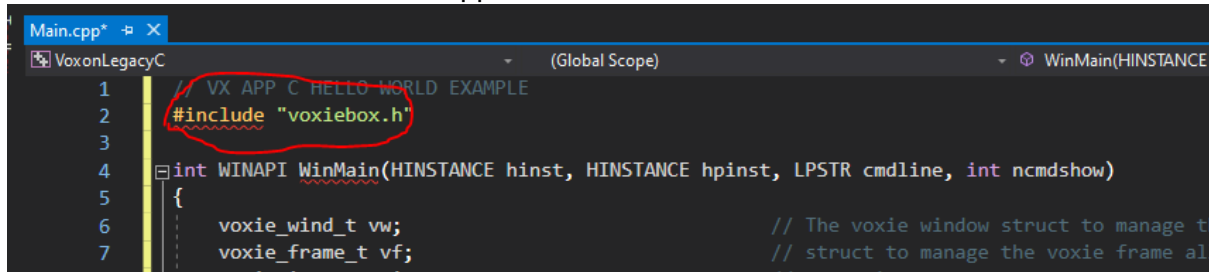 Main.cpp*
VoxonLegacyC (Global Scope) WinMain(HINSTANCE
1 // VX APP C HELLO WORLD EXAMPLE
2 #include "voxiebox.h"
3
4 int WINAPI WinMain(HINSTANCE hinst, HINSTANCE hpinst, LPSTR cmdline, int ncmdshow)
5 {
6 voxie_wind_t vw; // The voxie window struct to manage t
7 voxie_frame_t vf; // struct to manage the voxie frame al